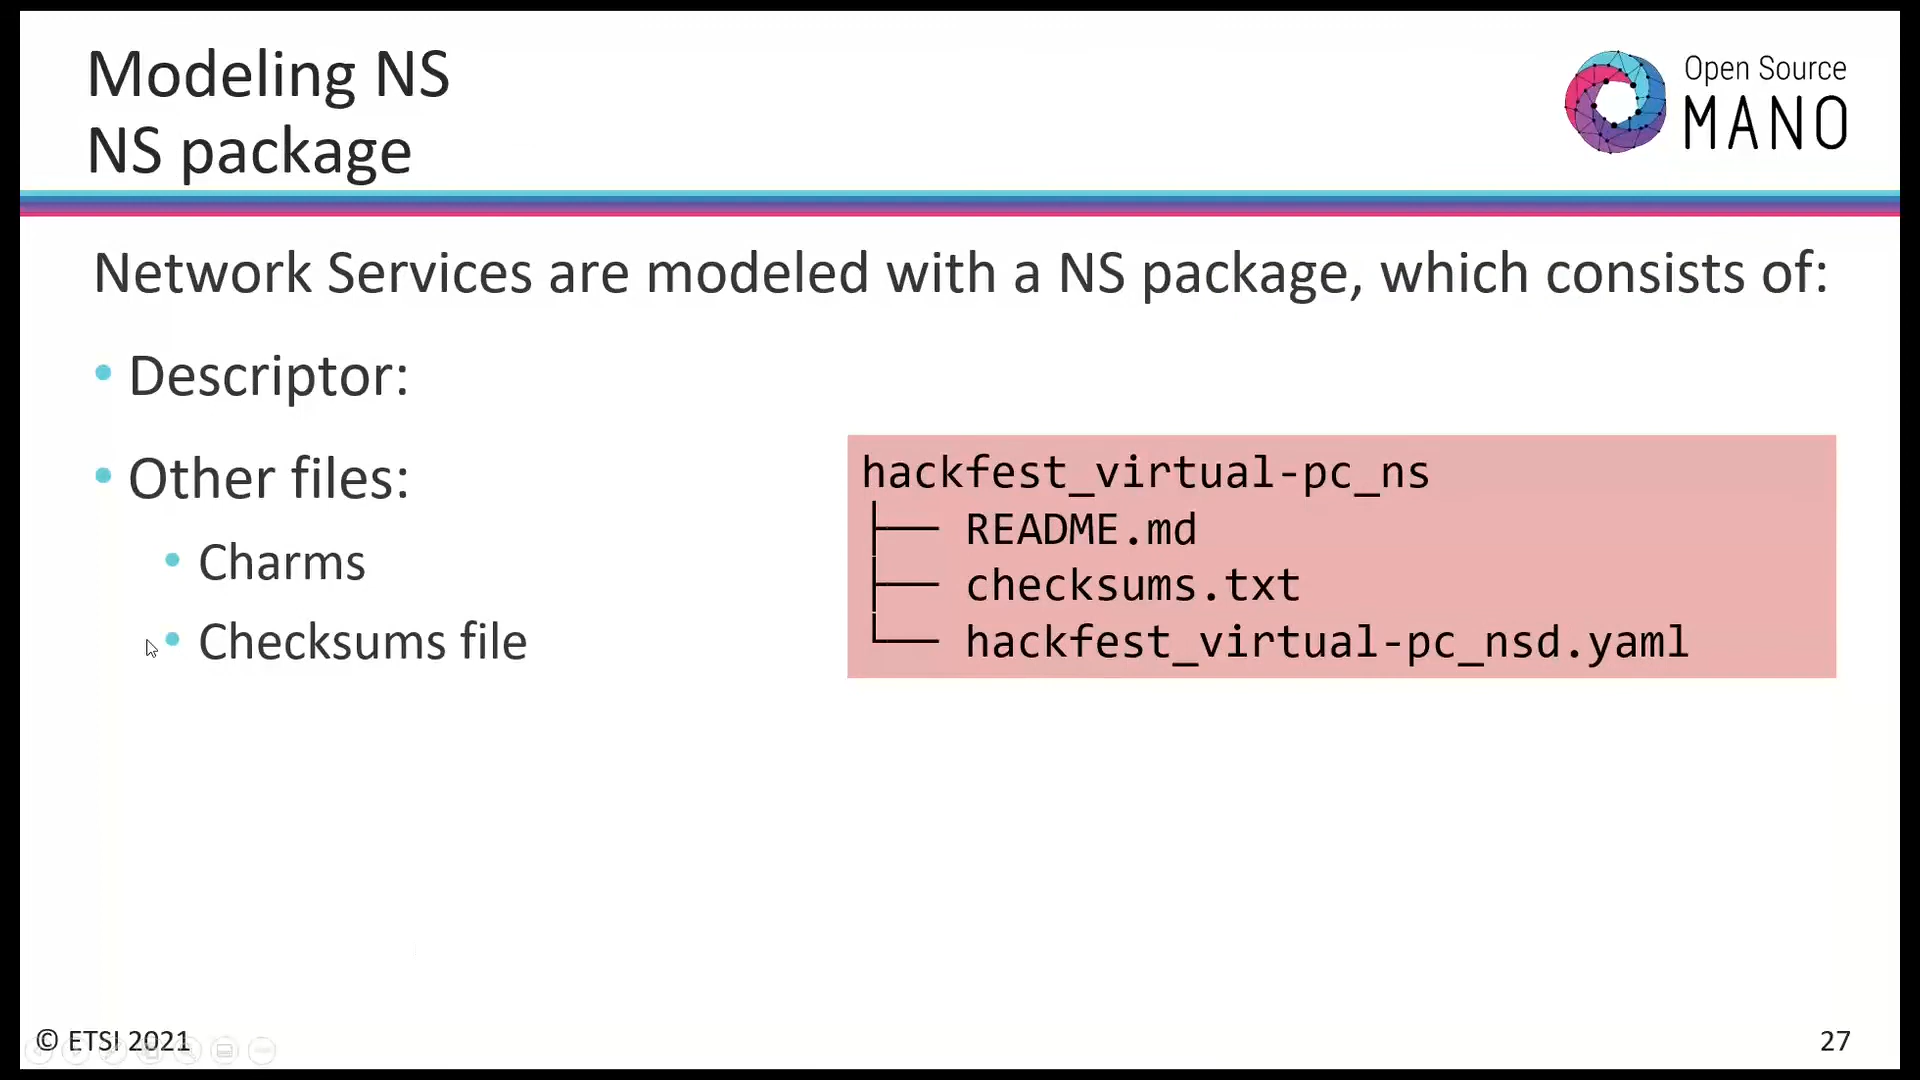 Modeling NS
NS package
Open Source
MANO
Network Services are modeled with a NS package, which consists of:
• Descriptor:
• Other files:
• Charms
• Checksums file
hackfest_virtual-pc_ns
├── README.md
├── checksums.txt
└── hackfest_virtual-pc_nsd.yaml
© ETSI 2021
27